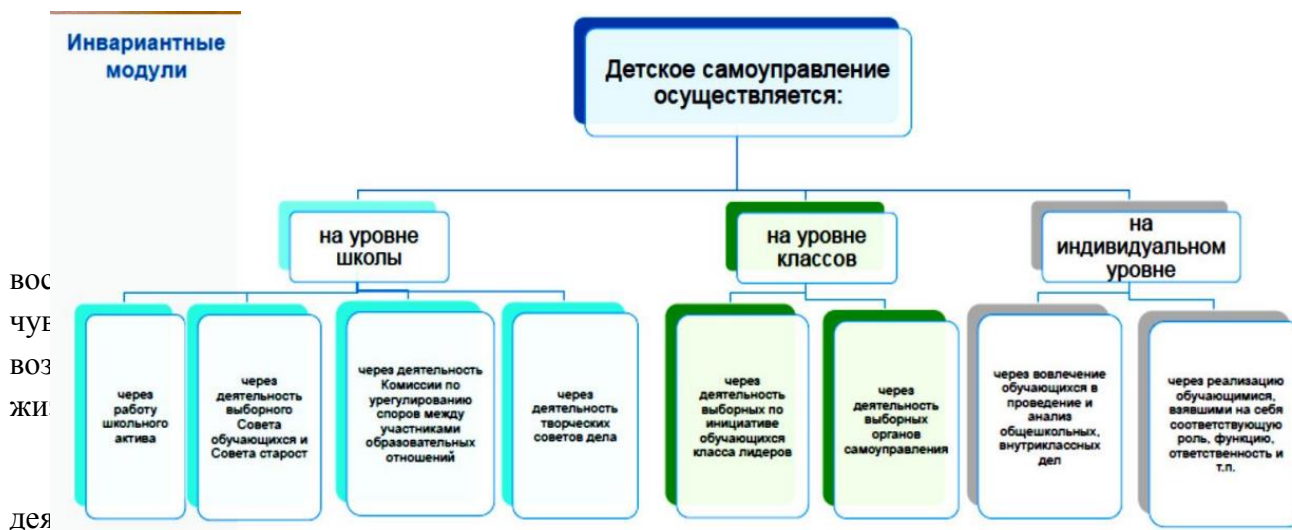 Инвариантные
модули
Детское самоуправление
осуществляется:
на уровне
школы
на уровне
классов
на
индивидуальном
уровне
через
работу
школьного
актива
через
деятельность
выборного
Совета
обучающихся и
Совета старост
через деятельность
Комиссии по
урегулированию
споров между
участниками
образовательных
отношений
через
деятельность
творческих
советов дела
через
деятельность
выборных по
инициативе
обучающихся
класса лидеров
через
деятельность
выборных
органов
самоуправления
через вовлечение
обучающихся в
проведение и
анализ
общешкольных,
внутриклассных
дел
через реализацию
обучающимися,
взявшими на себя
соответствующую
роль, функцию,
ответственность и
т.п.